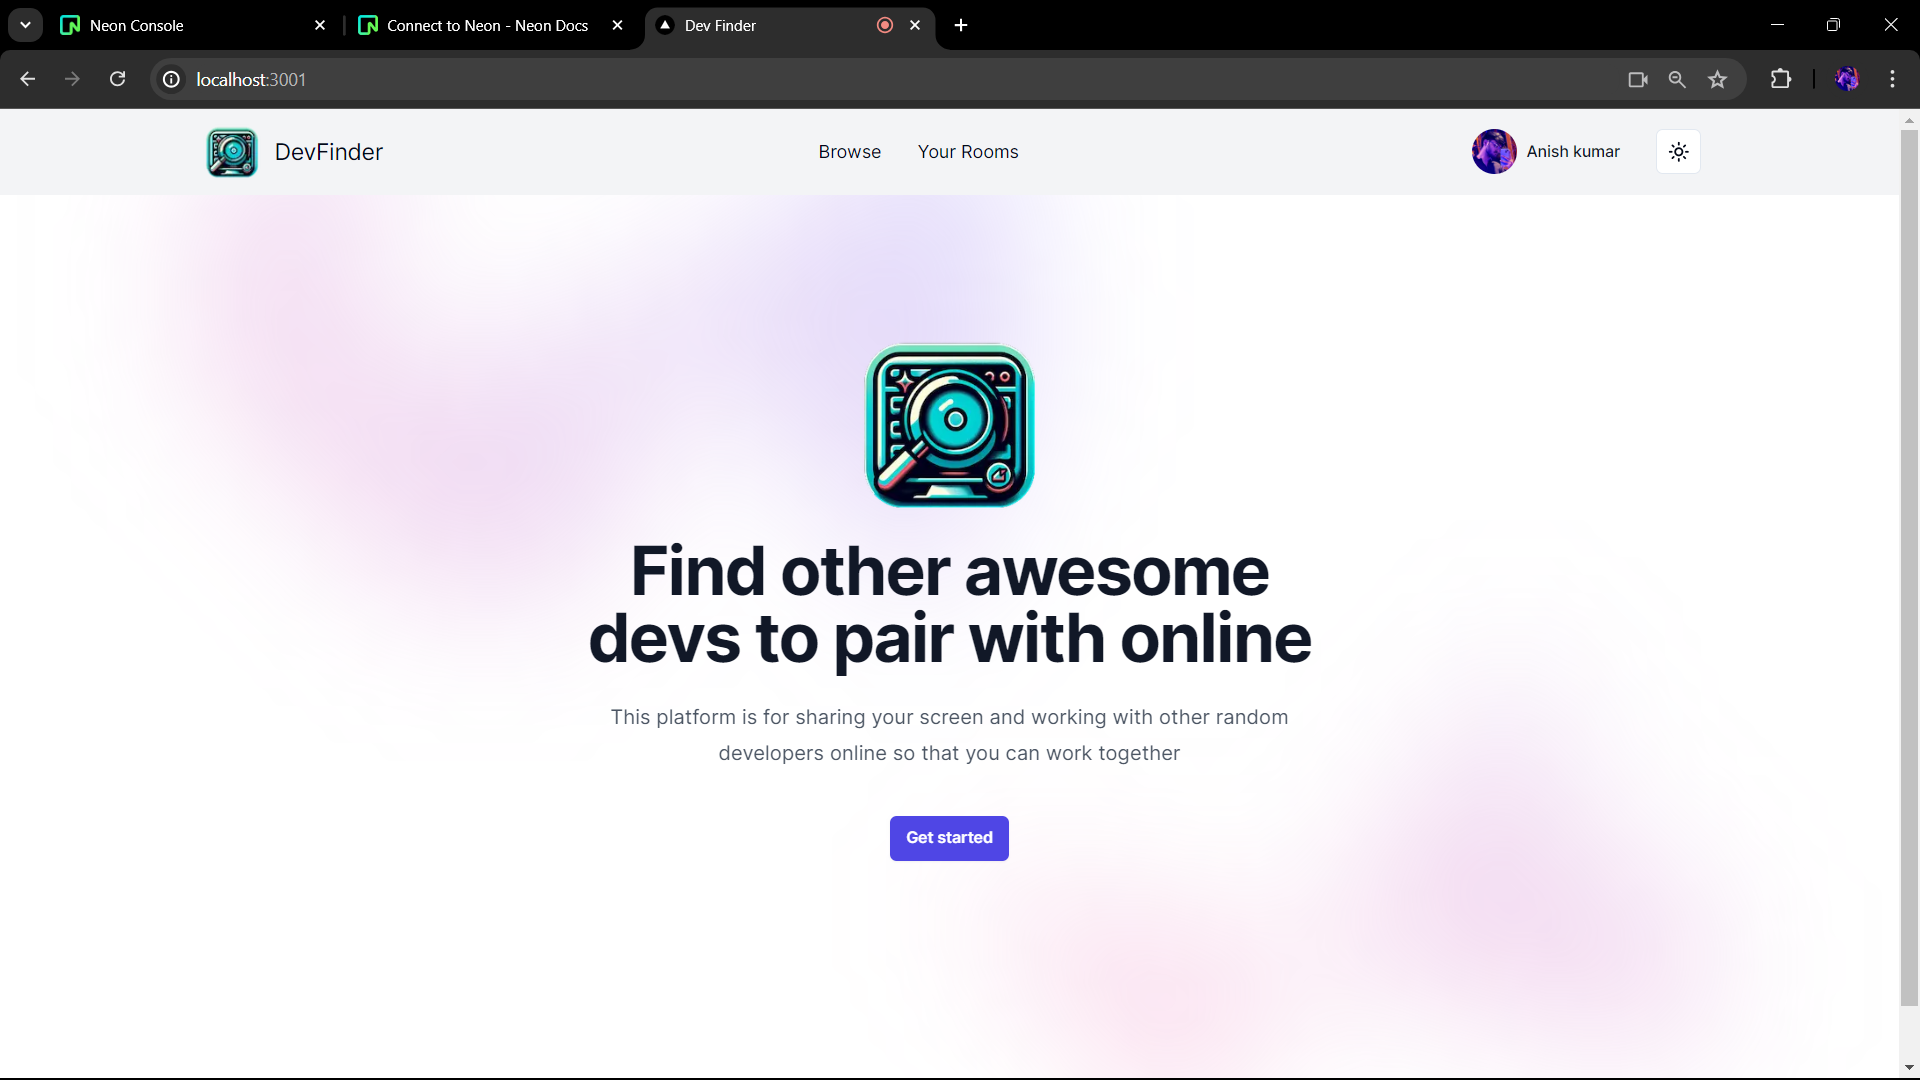 Neon Console
Connect to Neon - Neon Docs
Dev Finder
localhost:3001
DevFinder
Browse
Your Rooms
Anish kumar
Find other awesome
devs to pair with online
This platform is for sharing your screen and working with other random
developers online so that you can work together
Get started